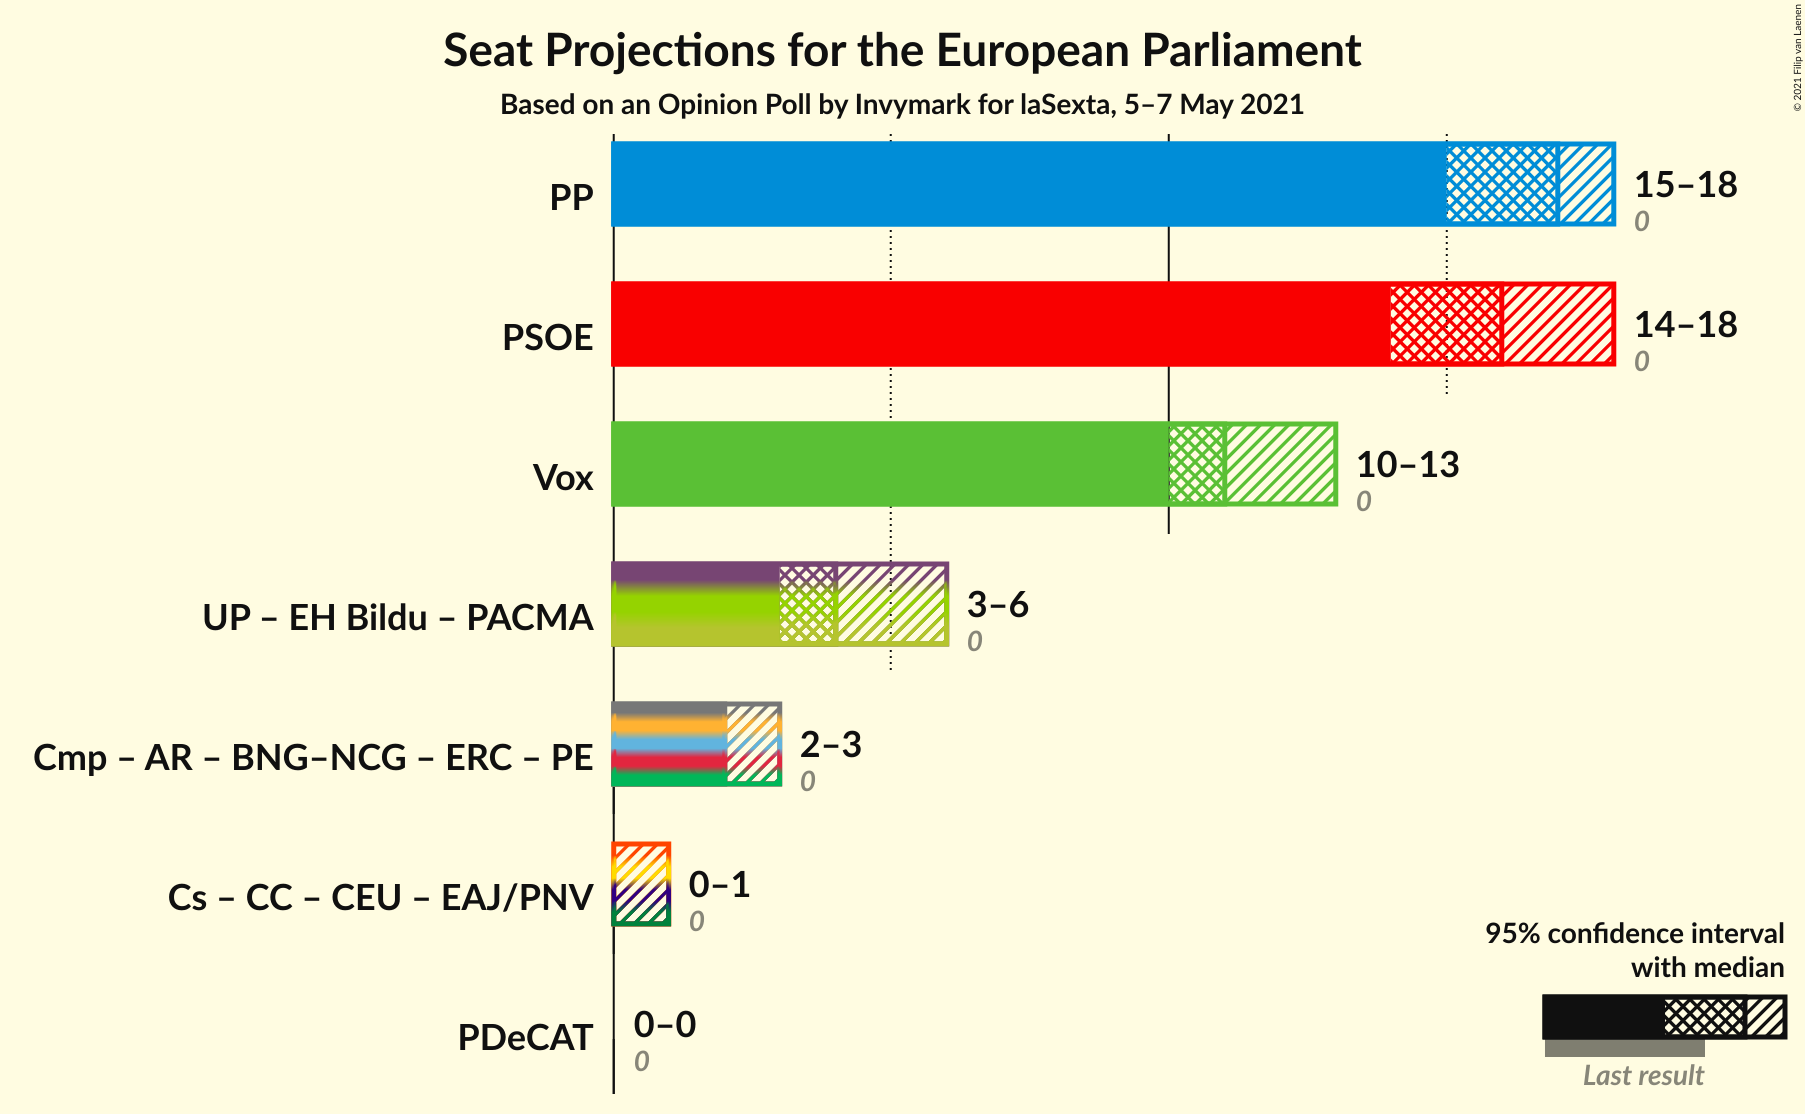 Seat Projections for the European Parliament
Based on an Opinion Poll by Invymark for laSexta, 5–7 May 2021
© 2021 Filip van Laenen
PP
15–18
0
PSOE
14–18
0
Vox
10–13
0
UP – EH Bildu – PACMA
3–6
0
Cmp – AR – BNG–NCG – ERC – PE
2–3
0
Cs – CC – CEU – EAJ/PNV
0–1
0
PDeCAT
0–0
0
95% confidence interval
with median
Last result